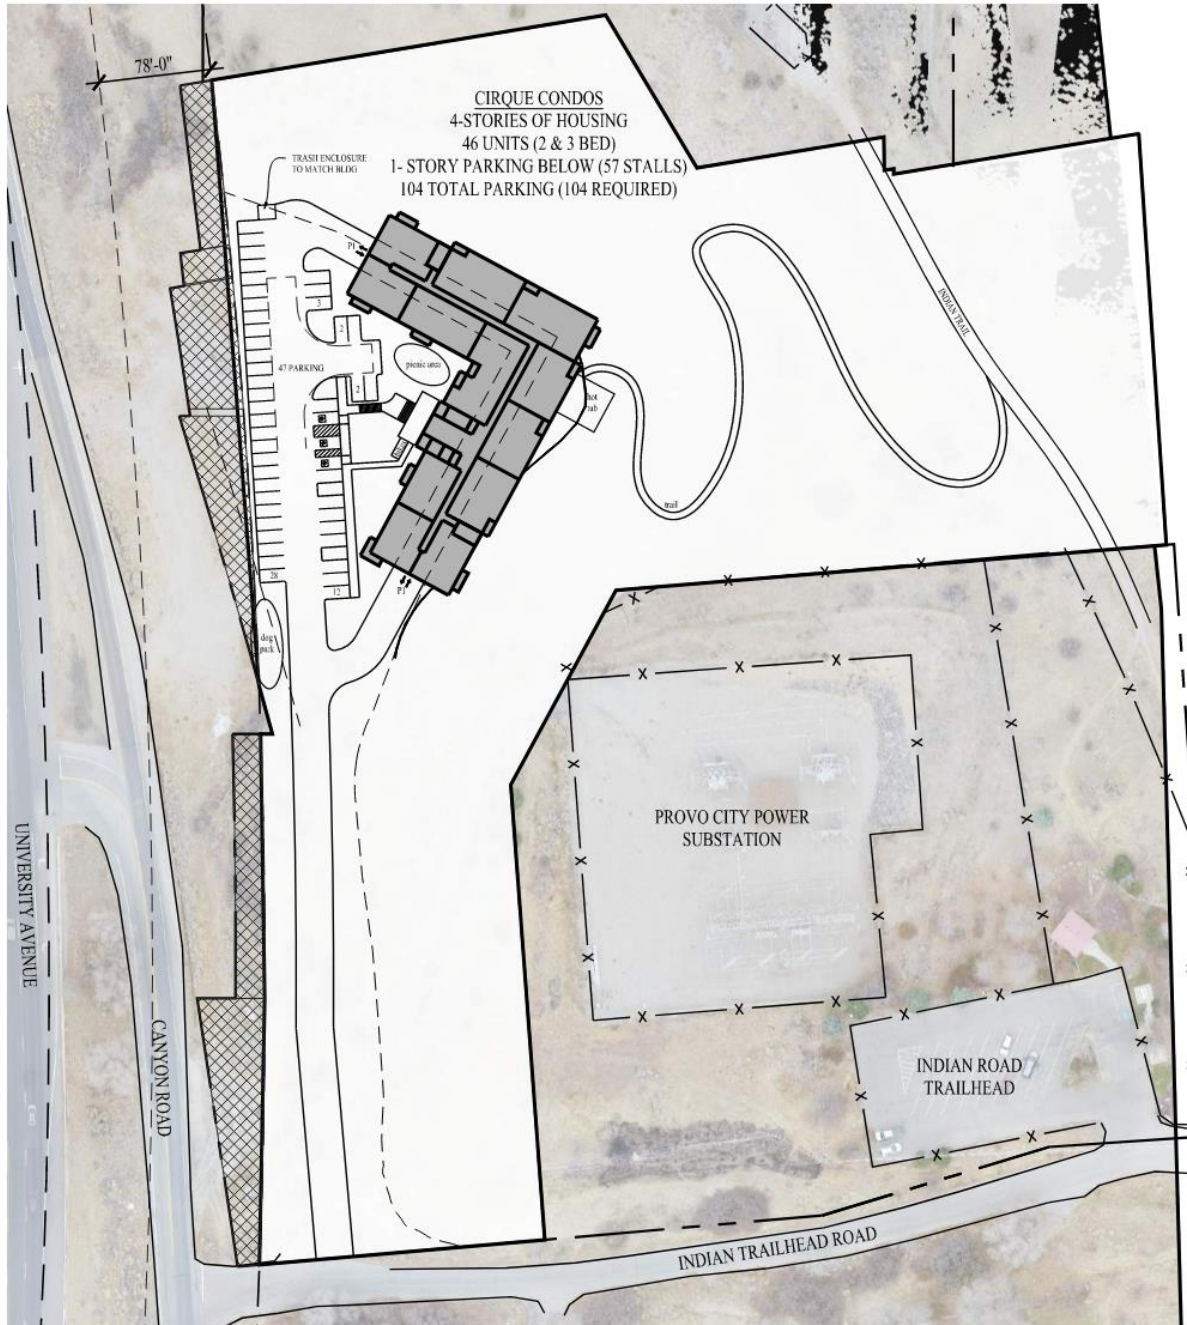 78'-0"
CIRQUE CONDOS
4-STORIES OF HOUSING
46 UNITS (2 & 3 BED)
1- STORY PARKING BELOW (57 STALLS)
104 TOTAL PARKING (104 REQUIRED)
TRASH ENCLOSURE
TO MATCH BLDG
P1
3
2
47 PARKING
picnic area
2
hot
tub
INDIAN TRAIL
trail
28
12
P1
dog
park
PROVO CITY POWER
SUBSTATION
UNIVERSITY AVENUE
CANYON ROAD
INDIAN ROAD
TRAILHEAD
INDIAN TRAILHEAD ROAD